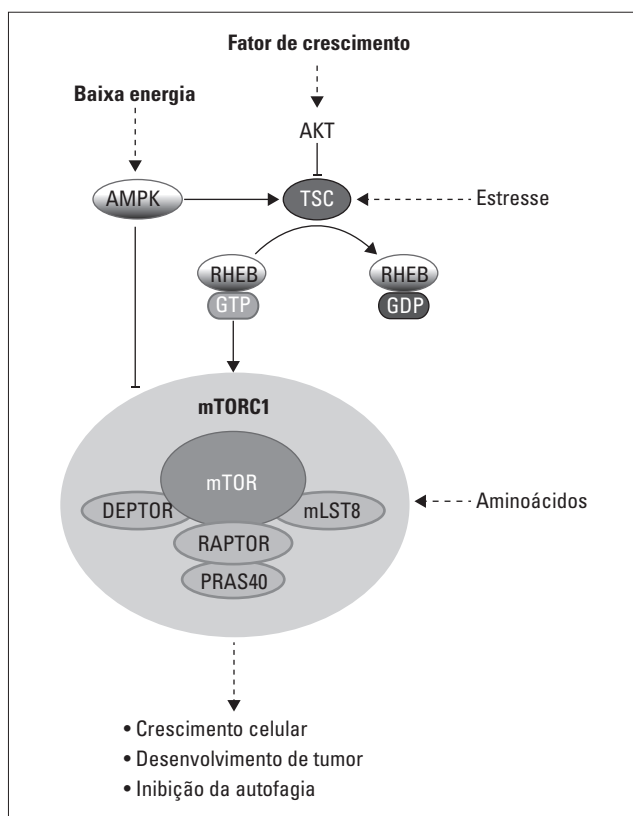 Fator de crescimento
Baixa energia
AKT
AMPK
TSC
Estresse
RHEB
GTP
RHEB
GDP
mTORC1
mTOR
DEPTOR
mLST8
Aminoácidos
RAPTOR
PRAS40
• Crescimento celular
• Desenvolvimento de tumor
• Inibição da autofagia